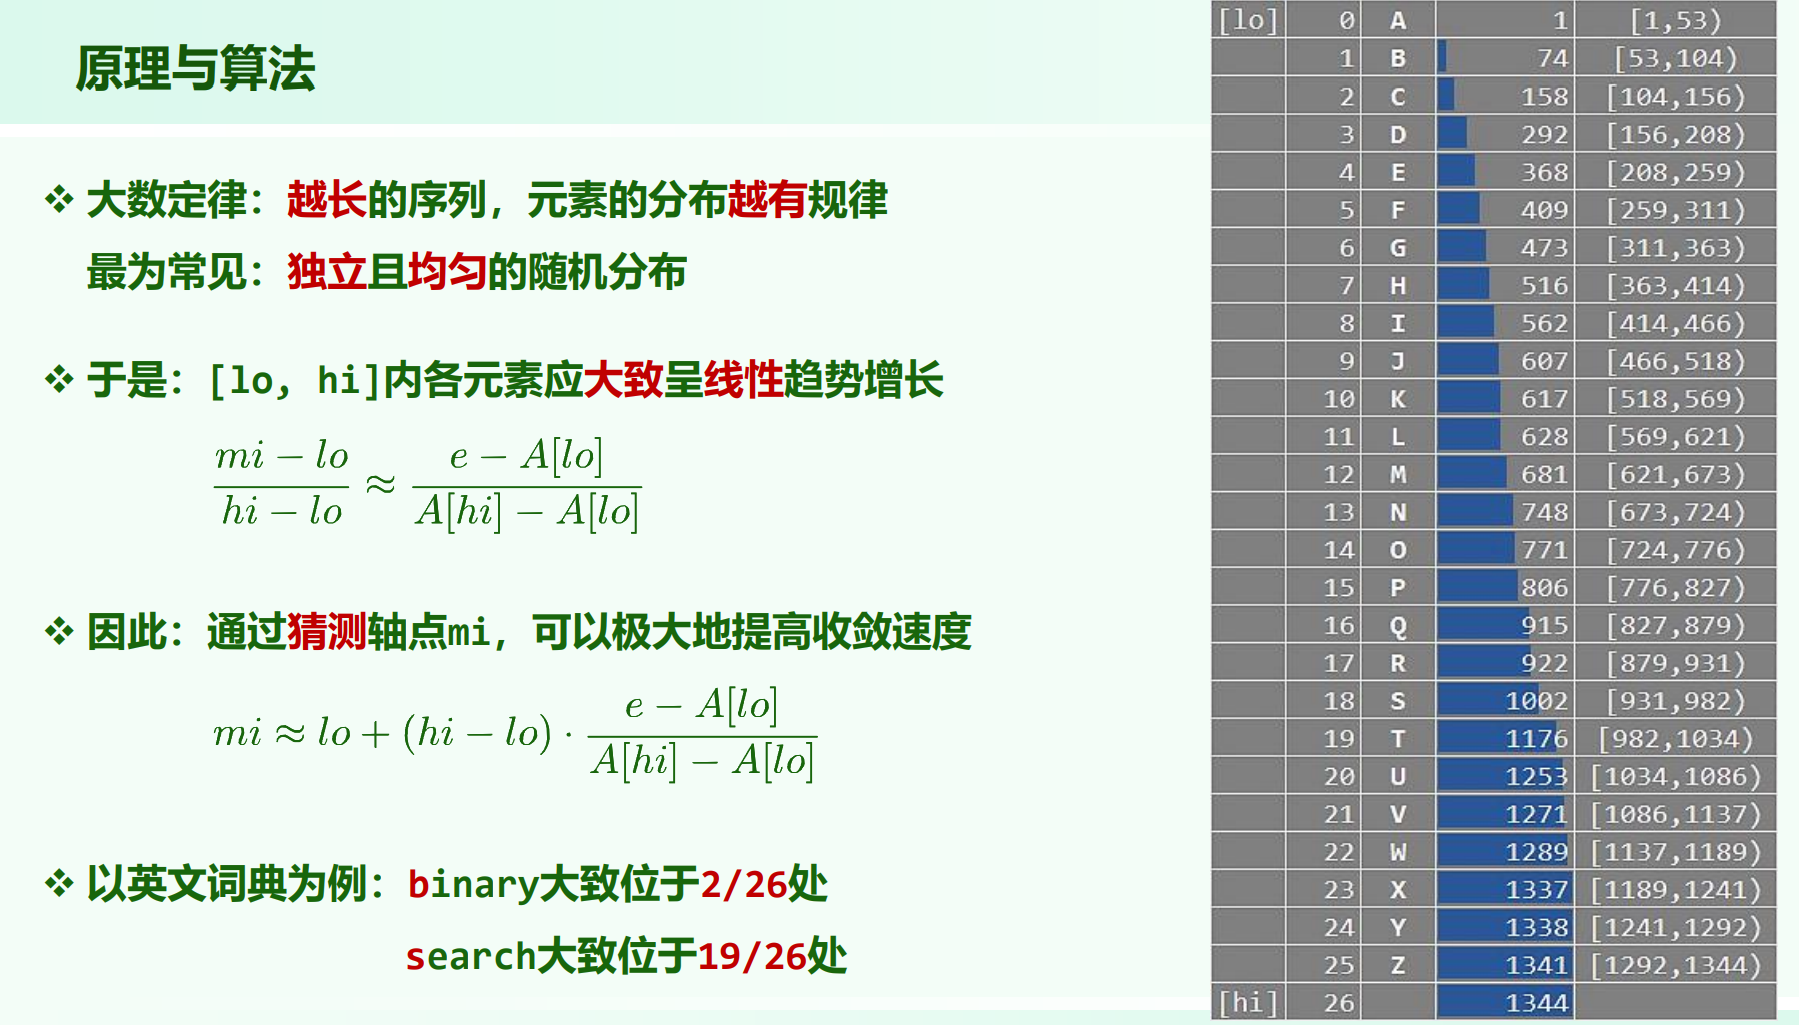 原理与算法
❖ 大数定律：越长的序列，元素的分布越有规律
最为常见：独立且均匀的随机分布
❖ 于是：[lo, hi]内各元素应大致呈线性趋势增长
\frac{mi - lo}{hi - lo} ≈ \frac{e - A[lo]}{A[hi] - A[lo]}
❖ 因此：通过猜测轴点mi，可以极大地提高收敛速度
mi ≈ lo + (hi - lo) · \frac{e - A[lo]}{A[hi] - A[lo]}
❖ 以英文词典为例：binary大致位于2/26处
search大致位于19/26处
[lo] 0 A 1 [1,53)
1 B 74 [53,104)
2 C 158 [104,156)
3 D 292 [156,208)
4 E 368 [208,259)
5 F 409 [259,311)
6 G 473 [311,363)
7 H 516 [363,414)
8 I 562 [414,466)
9 J 607 [466,518)
10 K 617 [518,569)
11 L 628 [569,621)
12 M 681 [621,673)
13 N 748 [673,724)
14 O 771 [724,776)
15 P 806 [776,827)
16 Q 915 [827,879)
17 R 922 [879,931)
18 S 1002 [931,982)
19 T 1176 [982,1034)
20 U 1253 [1034,1086)
21 V 1271 [1086,1137)
22 W 1289 [1137,1189)
23 X 1337 [1189,1241)
24 Y 1338 [1241,1292)
25 Z 1341 [1292,1344)
[hi] 26 1344